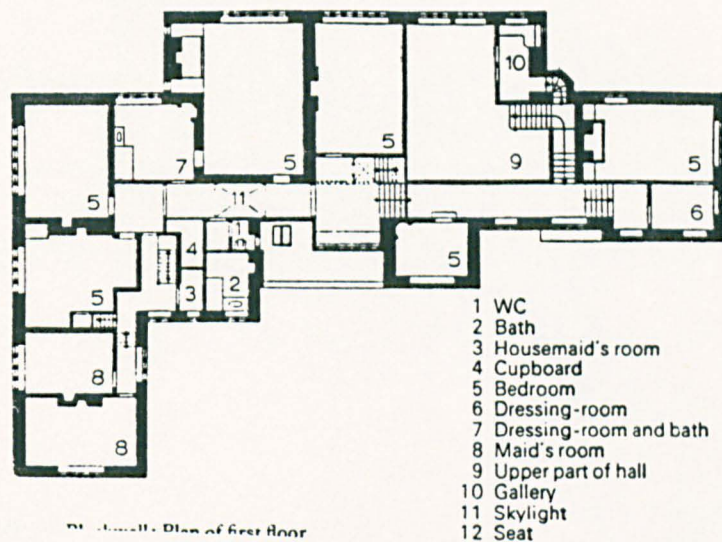 10
5
5
9
5
7
5
11
6
4
1
5
3
2
5
8
8
1 WC
2 Bath
3 Housemaid's room
4 Cupboard
5 Bedroom
6 Dressing-room
7 Dressing-room and bath
8 Maid's room
9 Upper part of hall
10 Gallery
11 Skylight
12 Seat
Plan of first floor